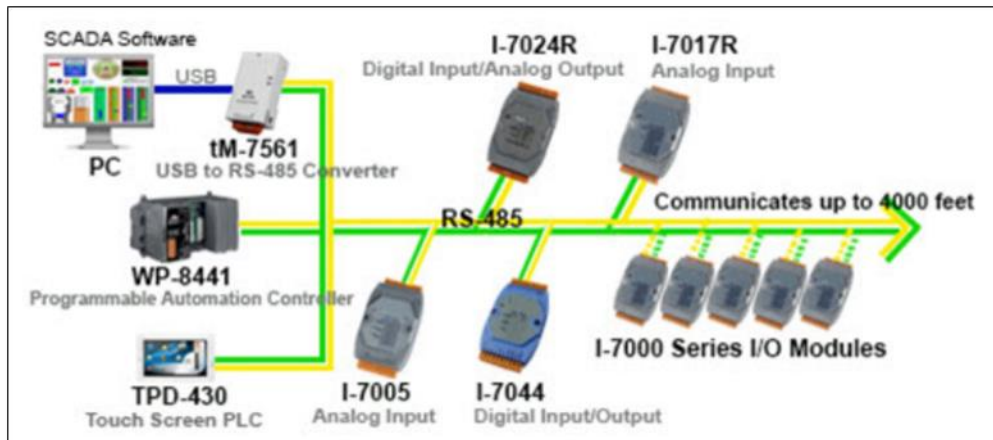 SCADA Software
USB
PC
tM-7561
USB to RS-485 Converter
WP-8441
Programmable Automation Controller
TPD-430
Touch Screen PLC
I-7024R
Digital Input/Analog Output
I-7017R
Analog Input
RS-485
Communicates up to 4000 feet
I-7005
Analog Input
I-7044
Digital Input/Output
I-7000 Series I/O Modules